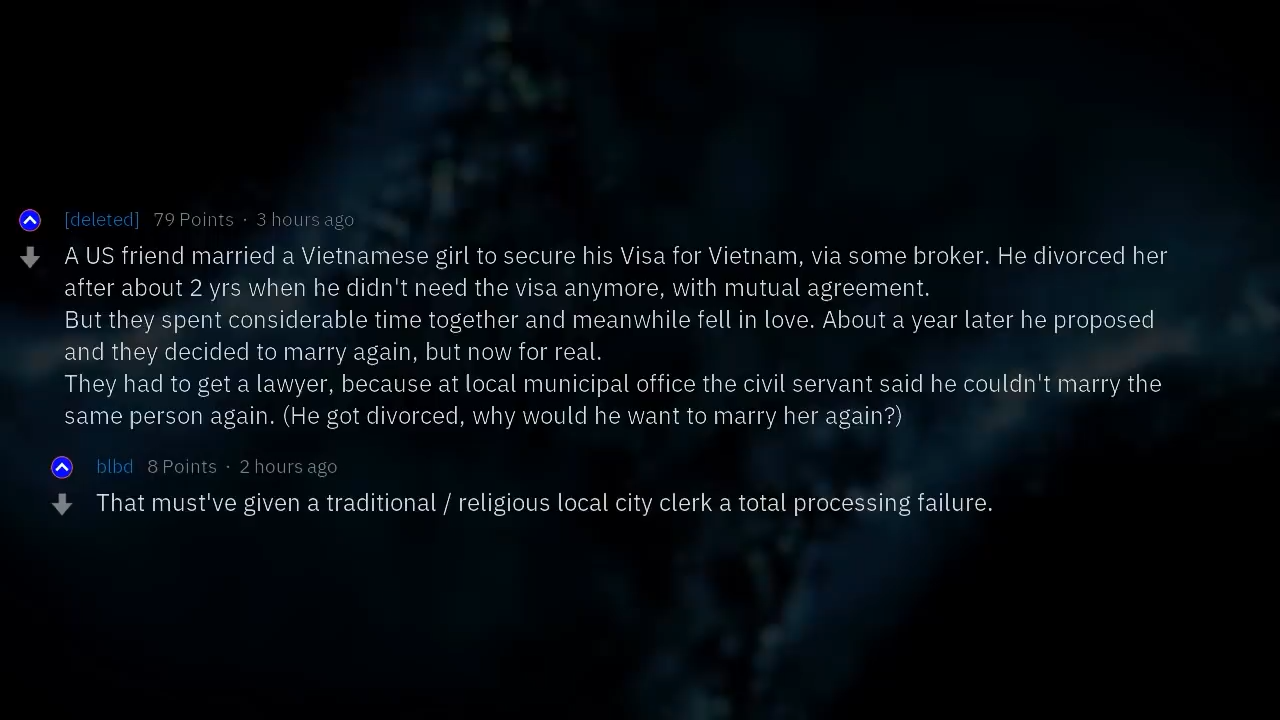 [deleted] 79 Points · 3 hours ago
A US friend married a Vietnamese girl to secure his Visa for Vietnam, via some broker. He divorced her
after about 2 yrs when he didn't need the visa anymore, with mutual agreement.
But they spent considerable time together and meanwhile fell in love. About a year later he proposed
and they decided to marry again, but now for real.
They had to get a lawyer, because at local municipal office the civil servant said he couldn't marry the
same person again. (He got divorced, why would he want to marry her again?)
blbd 8 Points · 2 hours ago
That must've given a traditional / religious local city clerk a total processing failure.